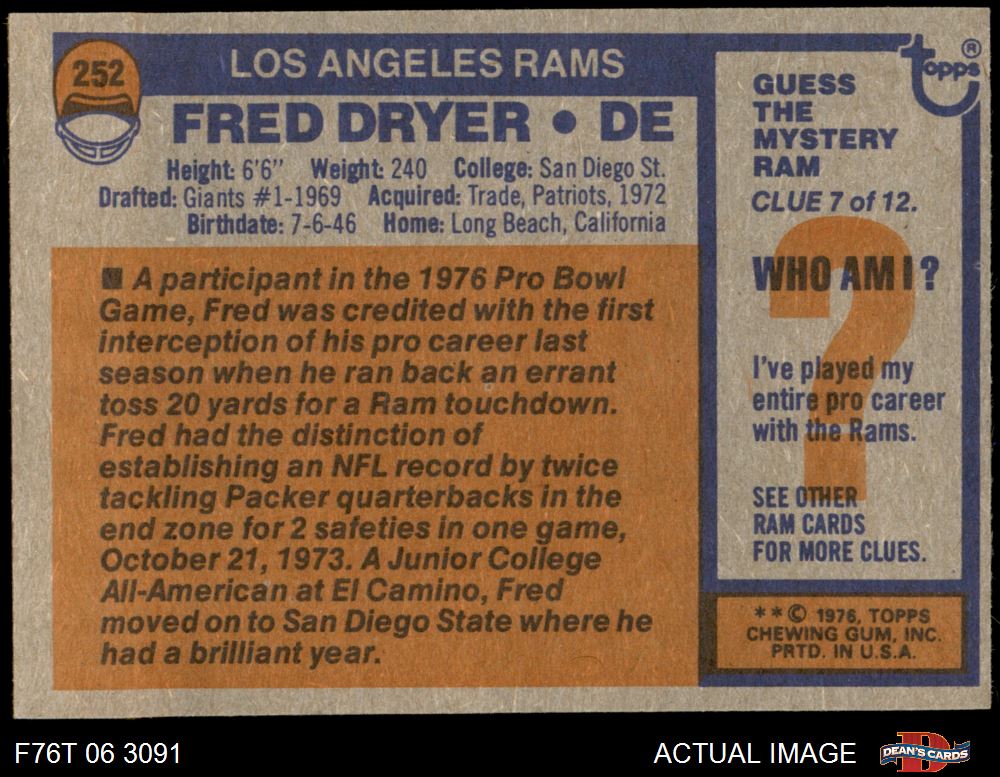 252
LOS ANGELES RAMS
FRED DRYER • DE
Height: 6'6" Weight: 240 College: San Diego St.
Drafted: Giants #1-1969 Acquired: Trade, Patriots, 1972
Birthdate: 7-6-46 Home: Long Beach, California
■ A participant in the 1976 Pro Bowl
Game, Fred was credited with the first
interception of his pro career last
season when he ran back an errant
toss 20 yards for a Ram touchdown.
Fred had the distinction of
establishing an NFL record by twice
tackling Packer quarterbacks in the
end zone for 2 safeties in one game,
October 21, 1973. A Junior College
All-American at El Camino, Fred
moved on to San Diego State where he
had a brilliant year.
Topps®
GUESS
THE
MYSTERY
RAM
CLUE 7 of 12.
WHO AM I?
?
I've played my
entire pro career
with the Rams.
SEE OTHER
RAM CARDS
FOR MORE CLUES.
**© 1976, TOPPS
CHEWING GUM, INC.
PRTD. IN U.S.A.
F76T 06 3091
ACTUAL IMAGE
D
DEAN'S CARDS